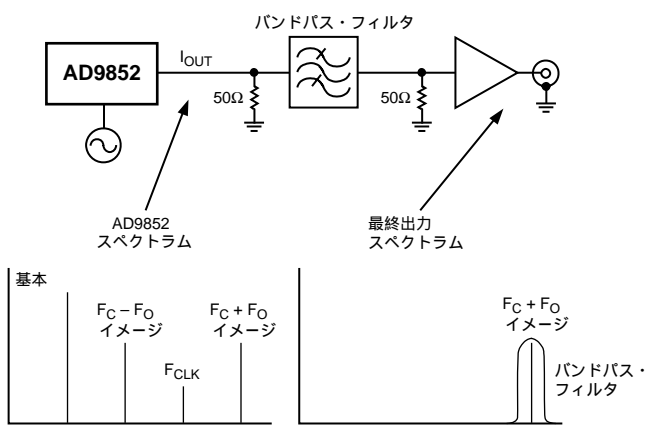 バンドパス・フィルタ
AD9852
IOUT
50Ω
50Ω
AD9852
スペクトラム
最終出力
スペクトラム
基本
FC – FO
イメージ
FCLK
FC + FO
イメージ
FC + FO
イメージ
バンドパス・
フィルタ